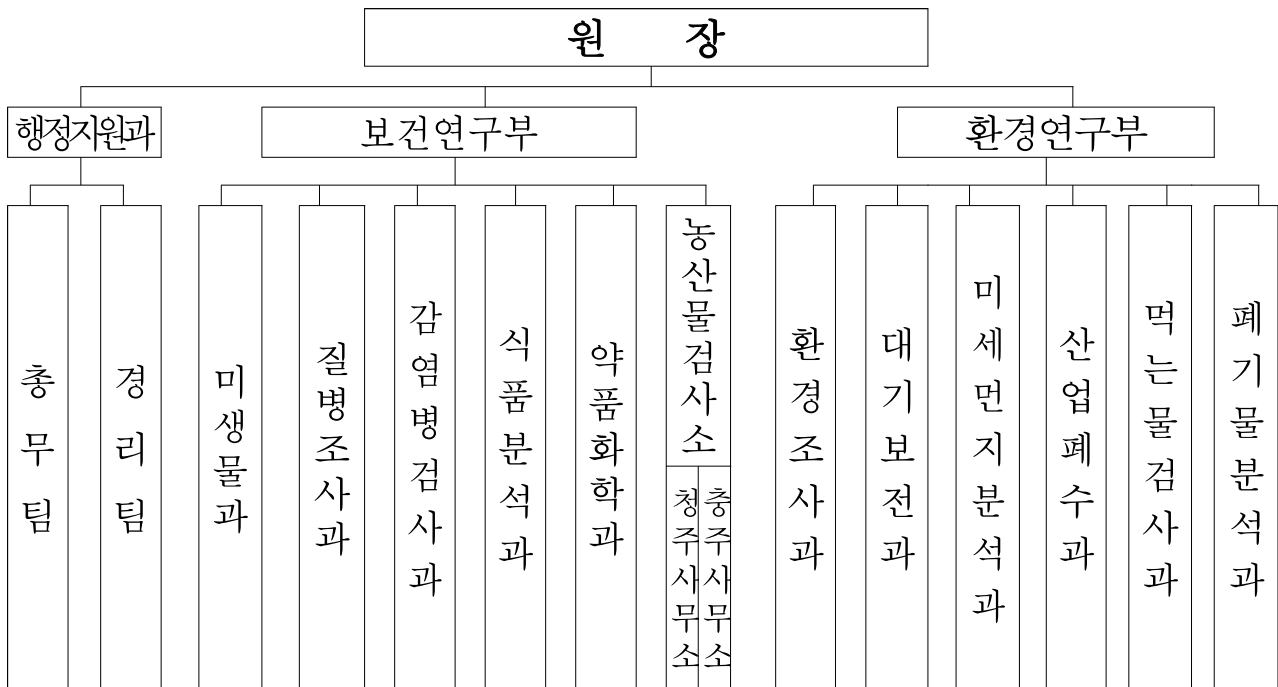 원 장
행정지원과
보건연구부
환경연구부
총무팀
경리팀
미생물과
질병조사과
감염병검사과
식품분석과
약품화학과
농산물검사소
청주사무소
충주사무소
환경조사과
대기보전과
미세먼지분석과
산업폐수과
먹는물검사과
폐기물분석과